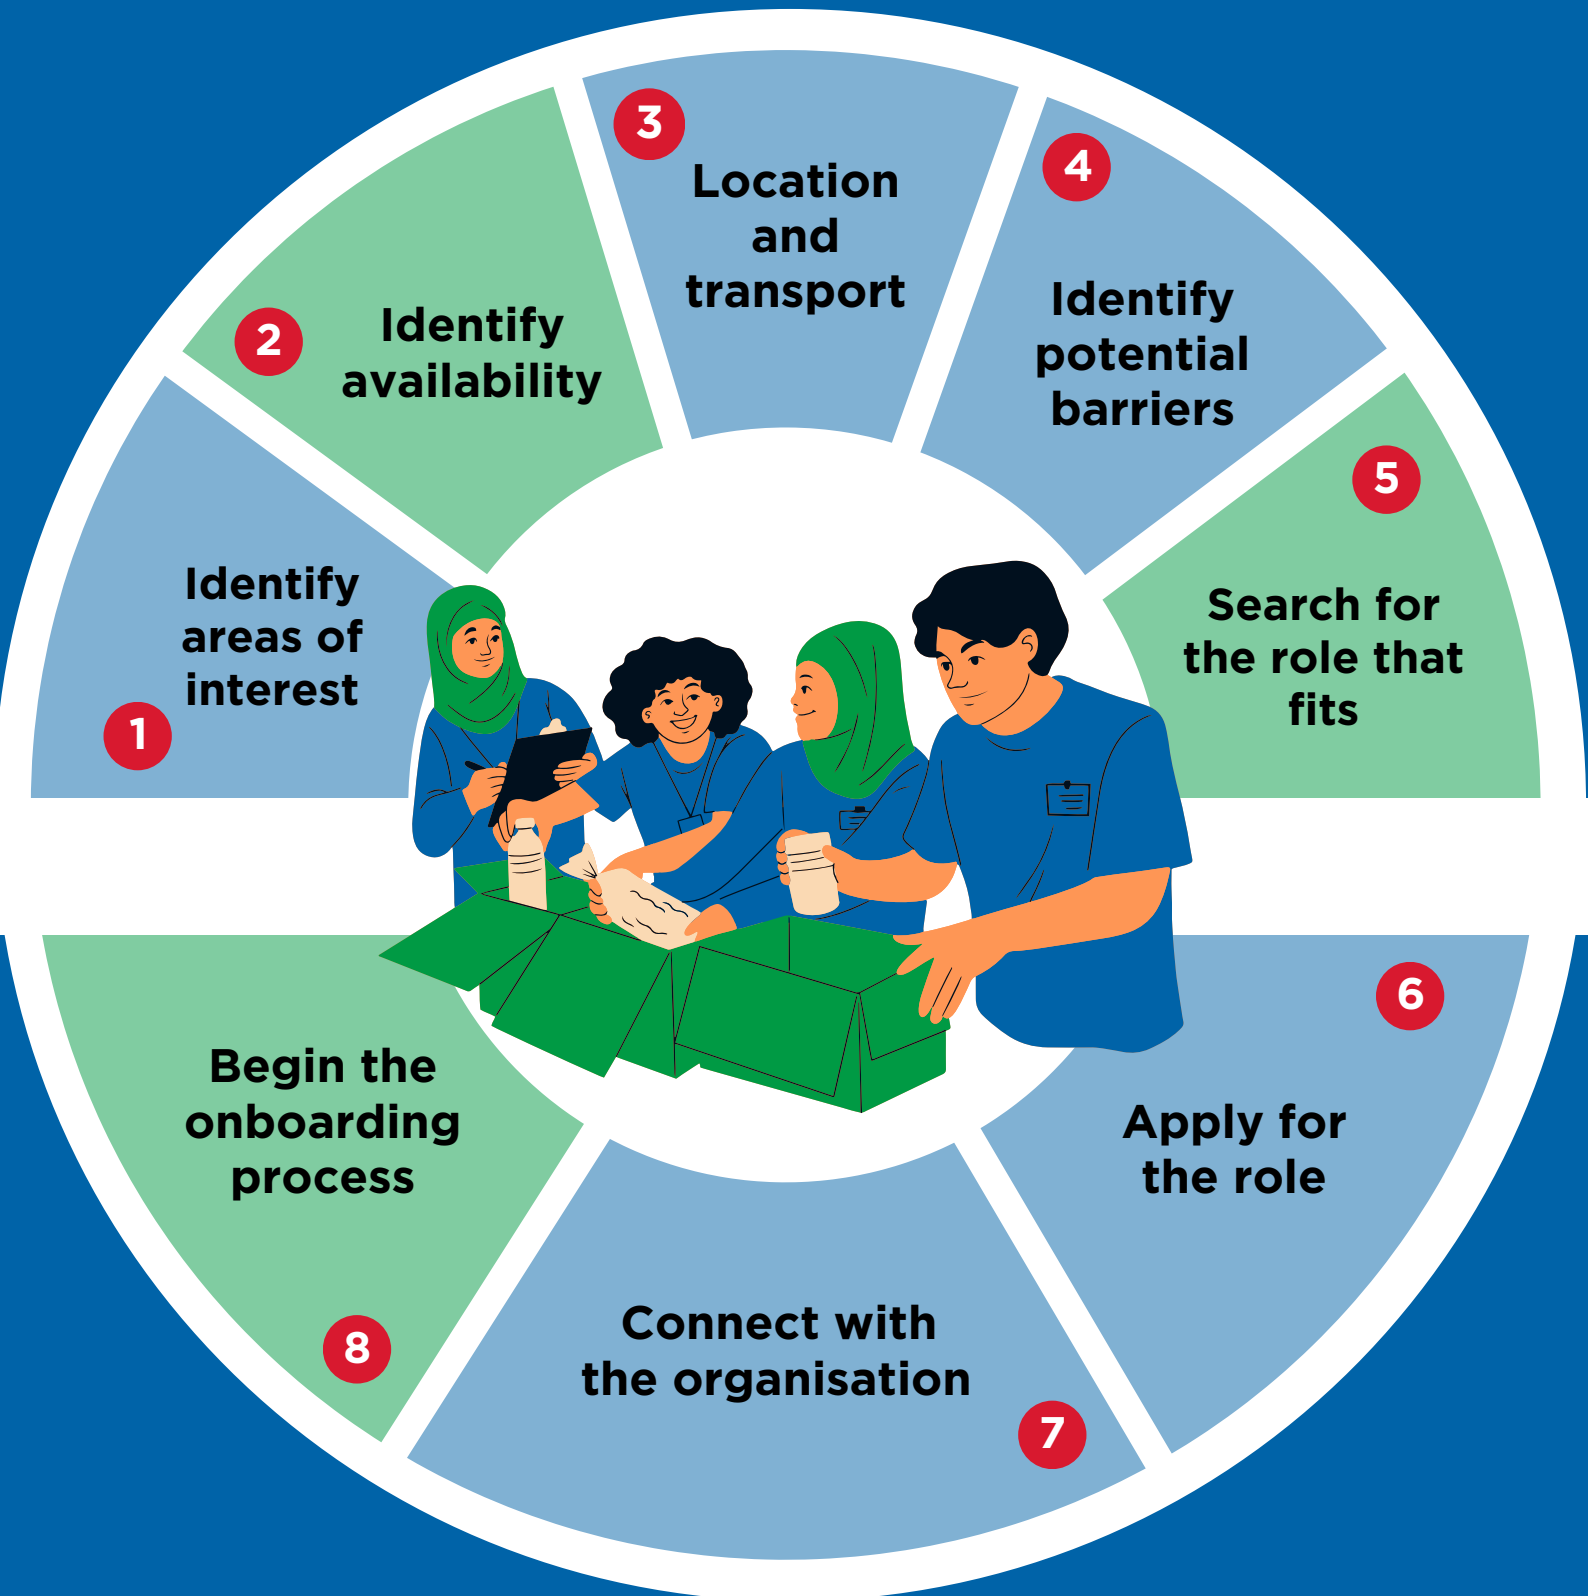 1
Identify
areas of
interest
2
Identify
availability
3
Location
and
transport
4
Identify
potential
barriers
5
Search for
the role that
fits
6
Apply for
the role
7
Connect with
the organisation
8
Begin the
onboarding
process